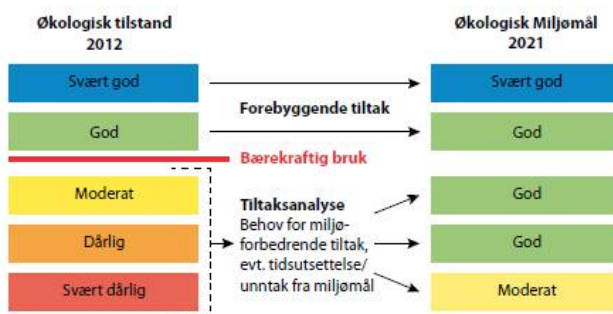 Økologisk tilstand
2012
Økologisk Miljømål
2021
Svært god
Svært god
Forebyggende tiltak
God
God
Bærekraftig bruk
Moderat
Dårlig
Svært dårlig
Tiltaksanalyse
Behov for miljø-
forbedrende tiltak,
evt. tidsutsettelse/
unntak fra miljømål
God
God
Moderat